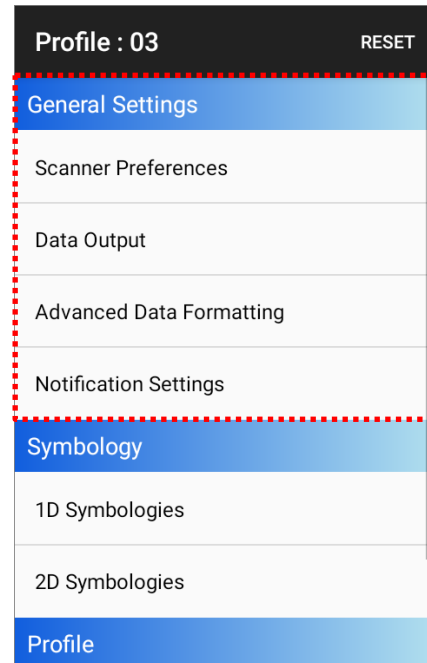 Profile : 03 RESET
General Settings
Scanner Preferences
Data Output
Advanced Data Formatting
Notification Settings
Symbology
1D Symbologies
2D Symbologies
Profile